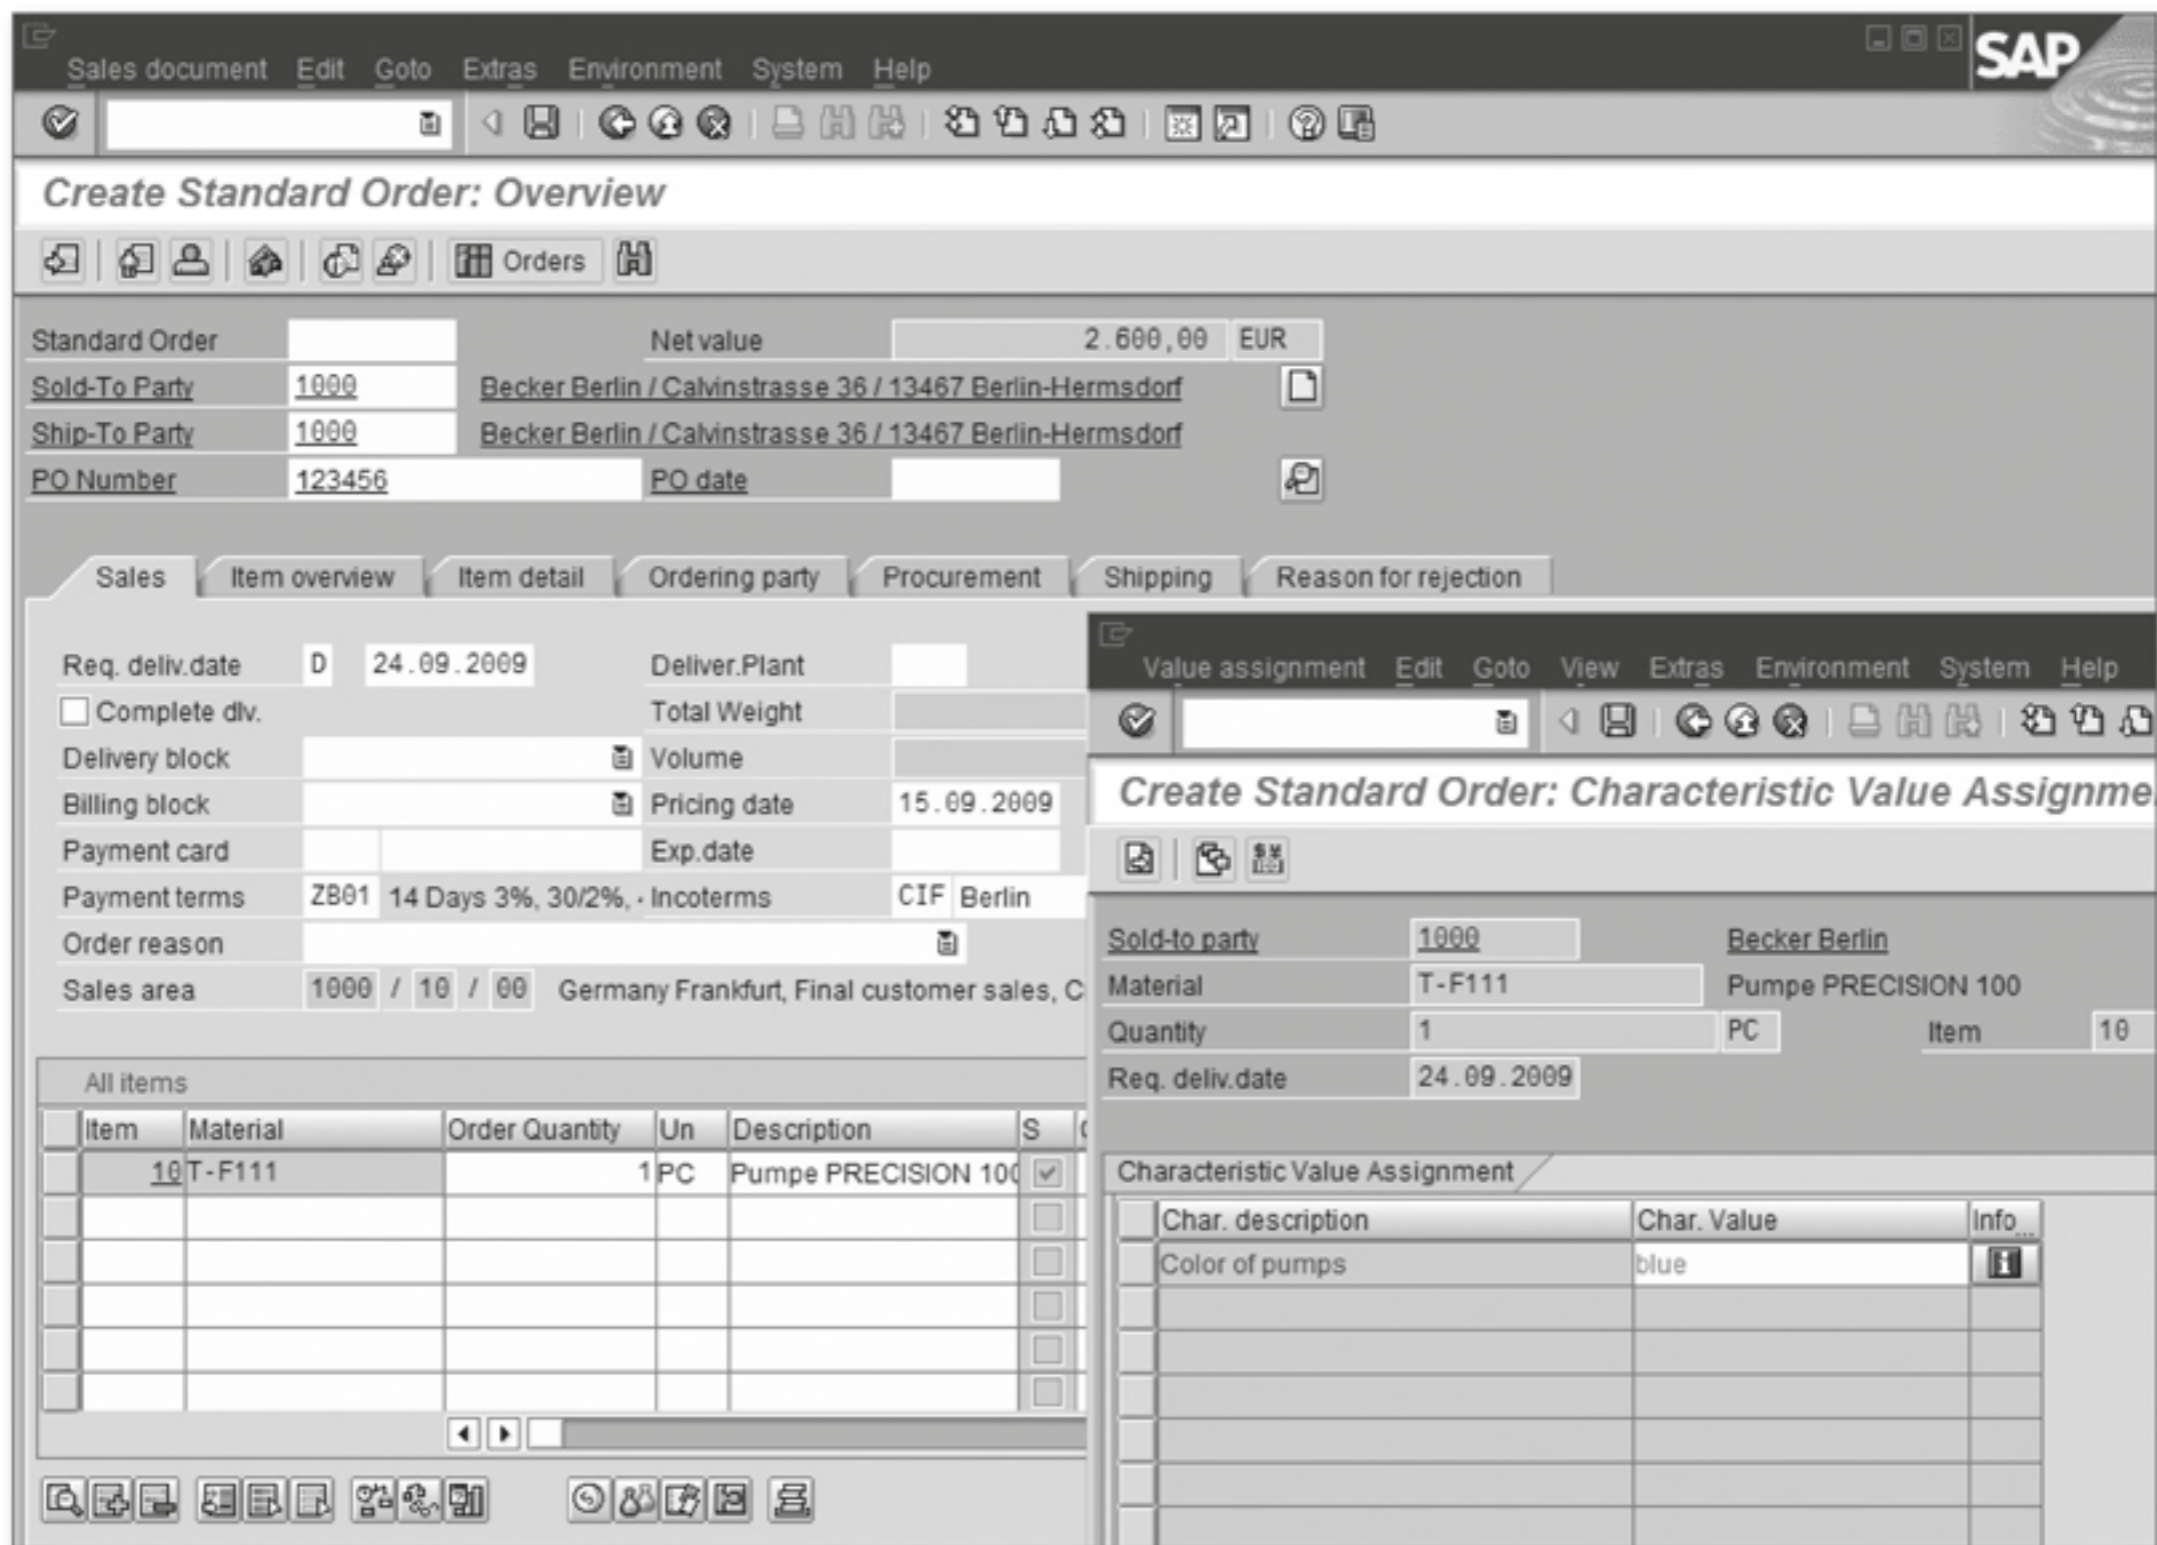 Sales document Edit Goto Extras Environment System Help
SAP
Create Standard Order: Overview
Orders
Standard Order Net value 2.600,00 EUR
Sold-To Party 1000 Becker Berlin / Calvinstrasse 36 / 13467 Berlin-Hermsdorf
Ship-To Party 1000 Becker Berlin / Calvinstrasse 36 / 13467 Berlin-Hermsdorf
PO Number 123456 PO date
Sales Item overview Item detail Ordering party Procurement Shipping Reason for rejection
Req. deliv.date D 24.09.2009 Deliver.Plant
Complete dlv. Total Weight
Delivery block Volume
Billing block Pricing date 15.09.2009
Payment card Exp.date
Payment terms ZB01 14 Days 3%, 30/2%, Incoterms CIF Berlin
Order reason
Sales area 1000 / 10 / 00 Germany Frankfurt, Final customer sales, C
All items
Item Material Order Quantity Un Description S
10 T-F111 1 PC Pumpe PRECISION 100
Value assignment Edit Goto View Extras Environment System Help
Create Standard Order: Characteristic Value Assignme
Sold-to party 1000 Becker Berlin
Material T-F111 Pumpe PRECISION 100
Quantity 1 PC Item 10
Req. deliv.date 24.09.2009
Characteristic Value Assignment
Char. description Char. Value Info...
Color of pumps blue